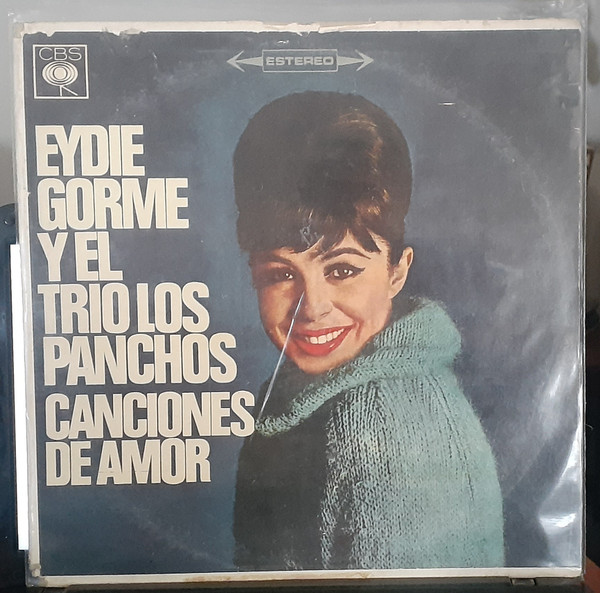 CBS
ESTEREO
EYDIE
GORME
Y EL
TRIO LOS
PANCHOS
CANCIONES
DE AMOR